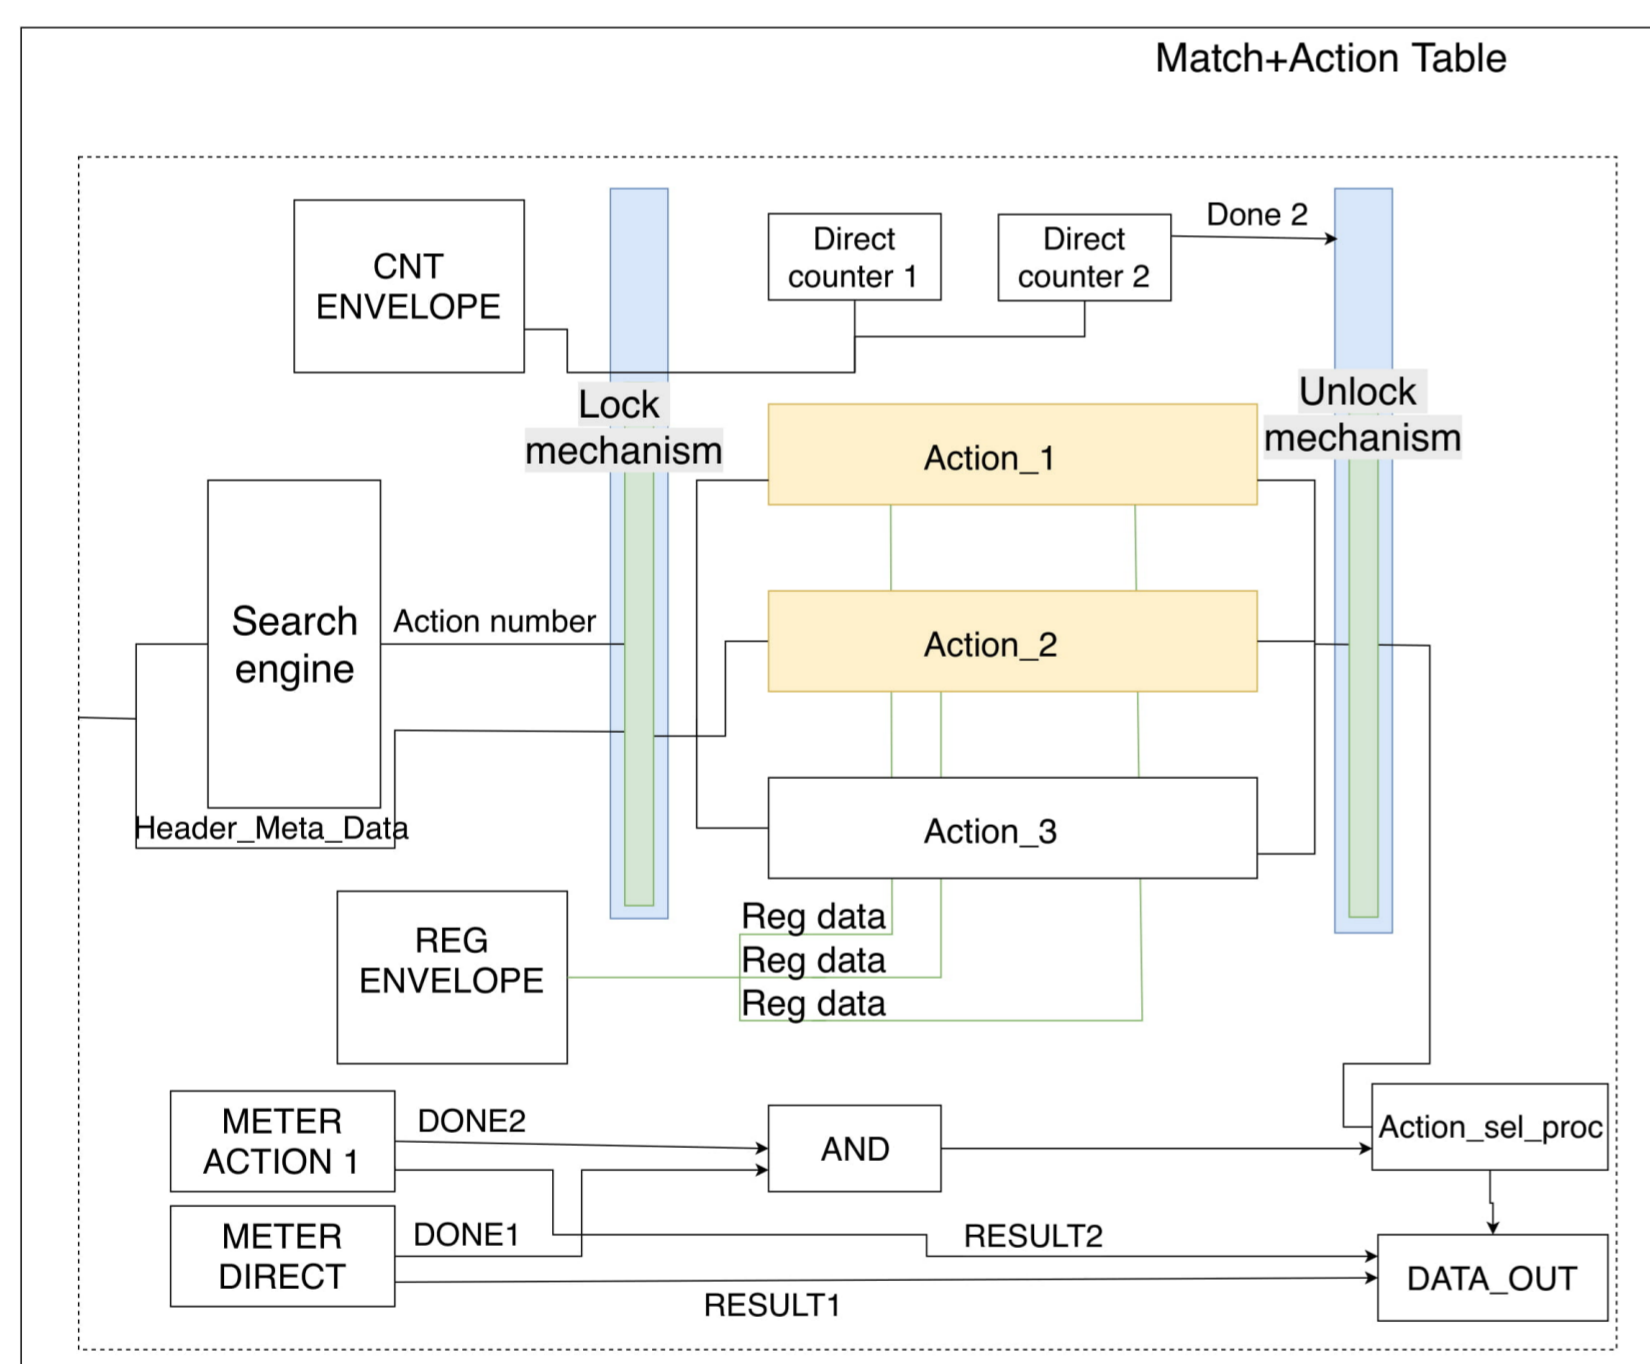 Match+Action Table
CNT
ENVELOPE
Direct
counter 1
Direct
counter 2
Done 2
Lock
mechanism
Unlock
mechanism
Action_1
Search
engine
Action number
Action_2
Header_Meta_Data
Action_3
REG
ENVELOPE
Reg data
Reg data
Reg data
METER
ACTION 1
DONE2
AND
Action_sel_proc
METER
DIRECT
DONE1
RESULT2
RESULT1
DATA_OUT